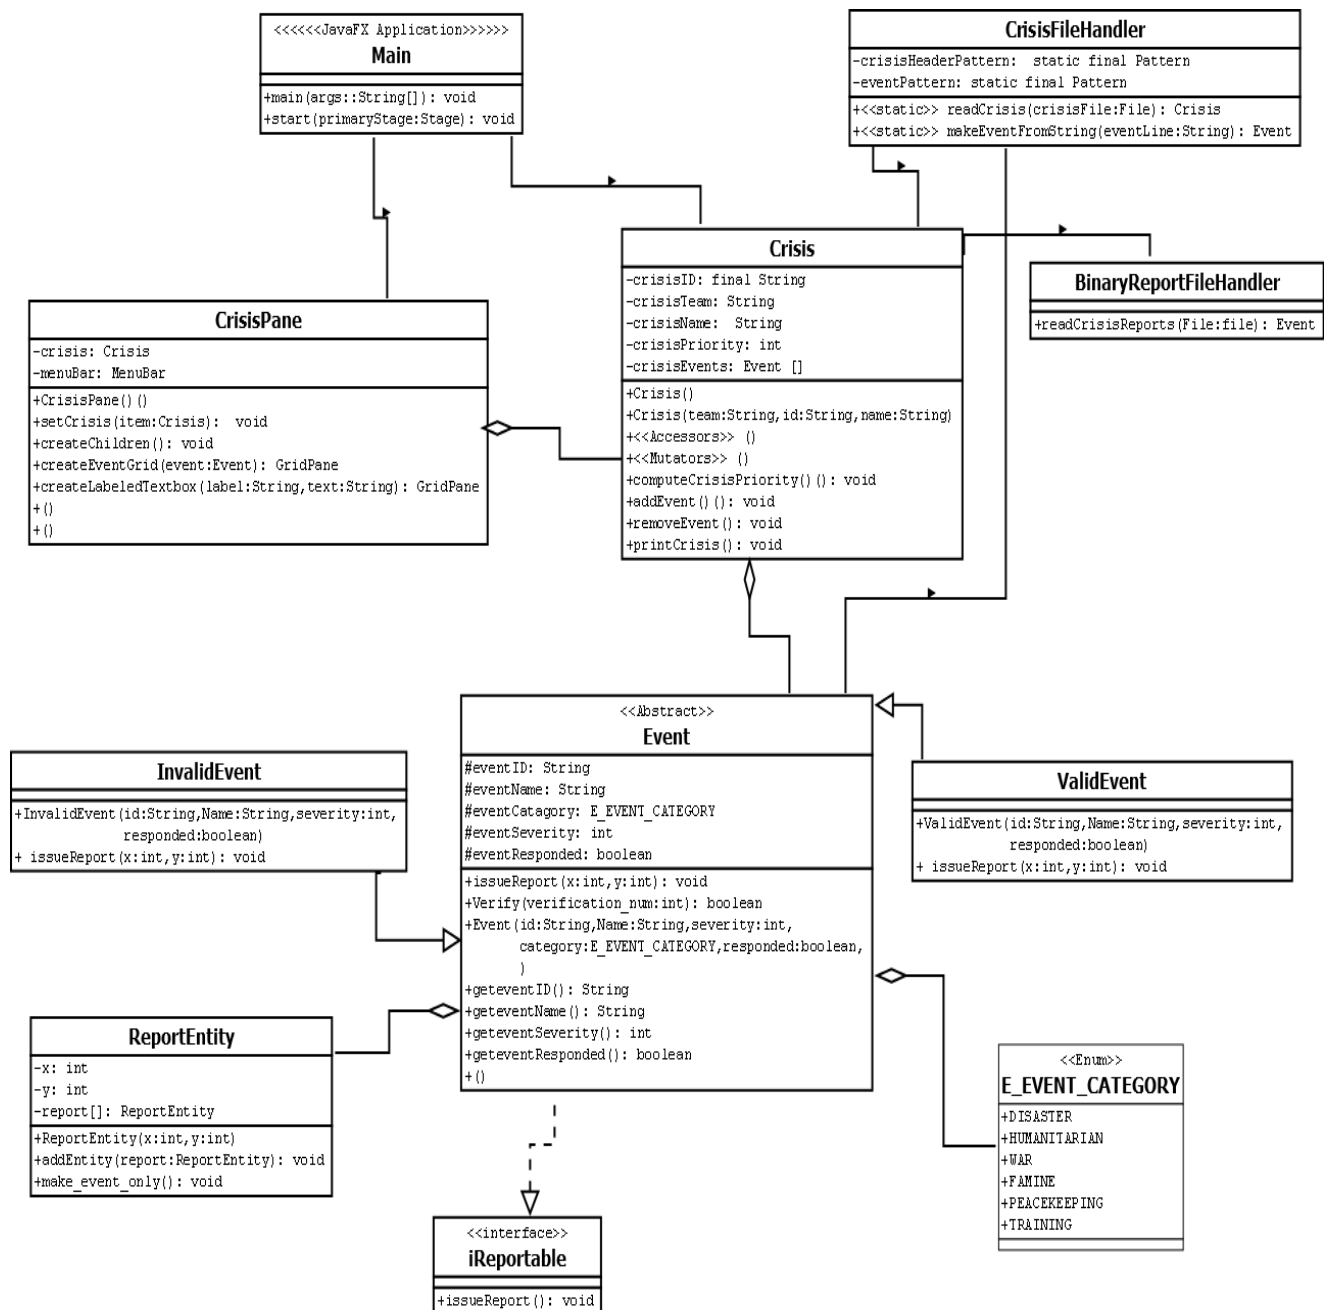 <<<<<<JavaFX Application>>>>>>
Main
+main(args::String[]): void
+start(primaryStage:Stage): void
CrisisFileHandler
-crisisHeaderPattern:  static final Pattern
-eventPattern: static final Pattern
+<<static>> readCrisis(crisisFile:File): Crisis
+<<static>> makeEventFromString(eventLine:String): Event
Crisis
-crisisID: final String
-crisisTeam: String
-crisisName:  String
-crisisPriority: int
-crisisEvents: Event []
+Crisis()
+Crisis(team:String,id:String,name:String)
+<<Accessors>> ()
+<<Mutators>> ()
+computeCrisisPriority()(): void
+addEvent()(): void
+removeEvent(): void
+printCrisis(): void
BinaryReportFileHandler
+readCrisisReports(File:file): Event
CrisisPane
-crisis: Crisis
-menuBar: MenuBar
+CrisisPane()()
+setCrisis(item:Crisis):  void
+createChildren(): void
+createEventGrid(event:Event): GridPane
+createLabeledTextbox(label:String,text:String): GridPane
+()
+()
<<Abstract>>
Event
#eventID: String
#eventName: String
#eventCatagory: E_EVENT_CATEGORY
#eventSeverity: int
#eventResponded: boolean
+issueReport(x:int,y:int): void
+Verify(verification_num:int): boolean
+Event(id:String,Name:String,severity:int,
category:E_EVENT_CATEGORY,responded:boolean,
)
+geteventID(): String
+geteventName(): String
+geteventSeverity(): int
+geteventResponded(): boolean
+()
InvalidEvent
+InvalidEvent(id:String,Name:String,severity:int,
responded:boolean)
+ issueReport(x:int,y:int): void
ValidEvent
+ValidEvent(id:String,Name:String,severity:int,
responded:boolean)
+ issueReport(x:int,y:int): void
ReportEntity
-x: int
-y: int
-report[]: ReportEntity
+ReportEntity(x:int,y:int)
+addEntity(report:ReportEntity): void
+make_event_only(): void
<<Enum>>
E_EVENT_CATEGORY
+DISASTER
+HUMANITARIAN
+WAR
+FAMINE
+PEACEKEEPING
+TRAINING
<<interface>>
iReportable
+issueReport(): void